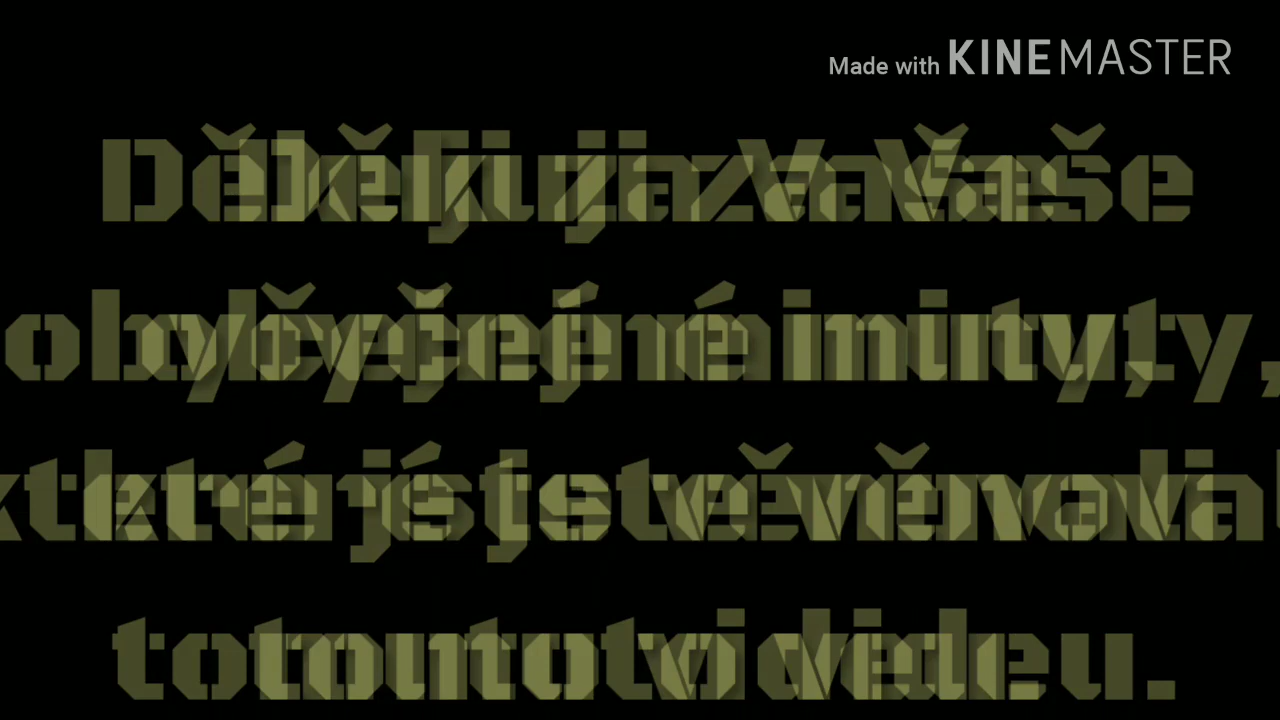 Made with KINEMASTER
Děkuji za Vaše
obyčejné minuty,
které jste věnovali
tomuto videu.